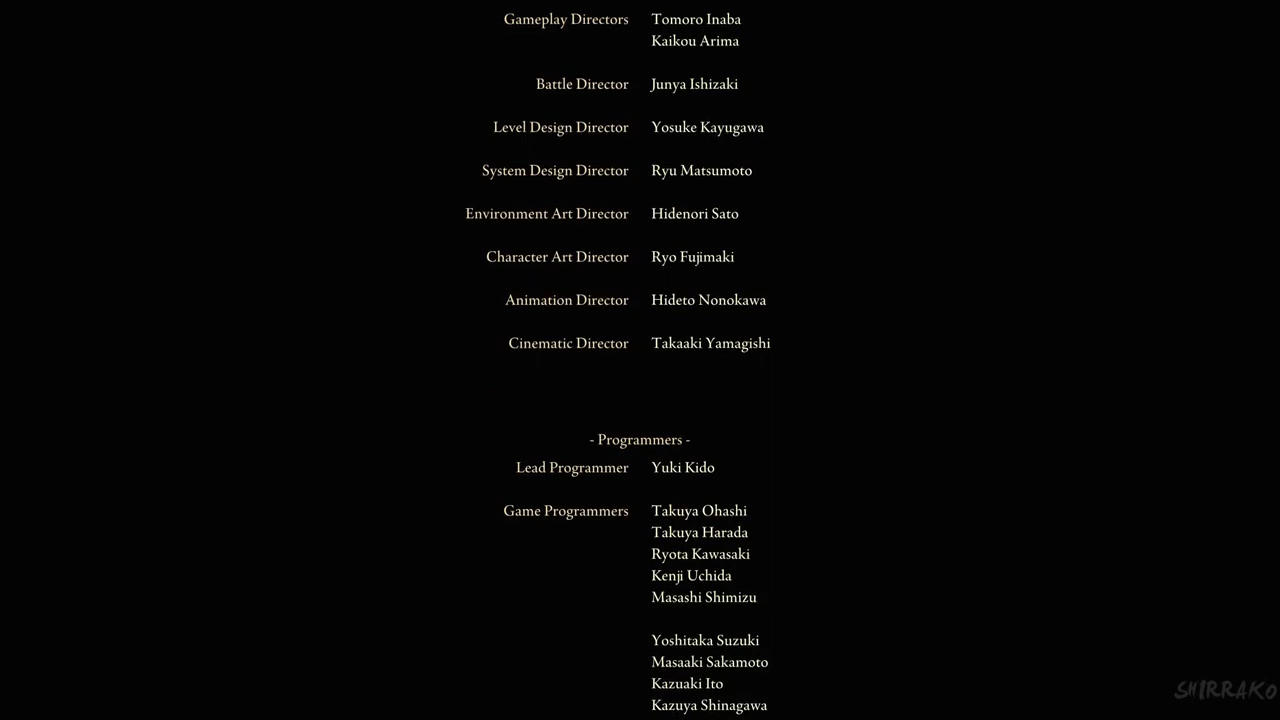 Gameplay Directors Tomoro Inaba
Kaikou Arima
Battle Director Junya Ishizaki
Level Design Director Yosuke Kayugawa
System Design Director Ryu Matsumoto
Environment Art Director Hidenori Sato
Character Art Director Ryo Fujimaki
Animation Director Hideto Nonokawa
Cinematic Director Takaaki Yamagishi
- Programmers -
Lead Programmer Yuki Kido
Game Programmers Takuya Ohashi
Takuya Harada
Ryota Kawasaki
Kenji Uchida
Masashi Shimizu
Yoshitaka Suzuki
Masaaki Sakamoto
Kazuaki Ito
Kazuya Shinagawa
SHIRRAKO